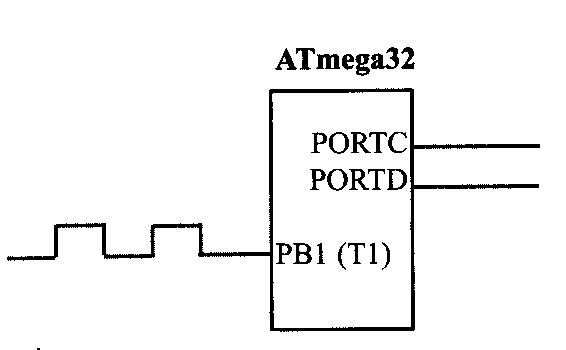 ATmega32
PORTC
PORTD
PB1 (T1)